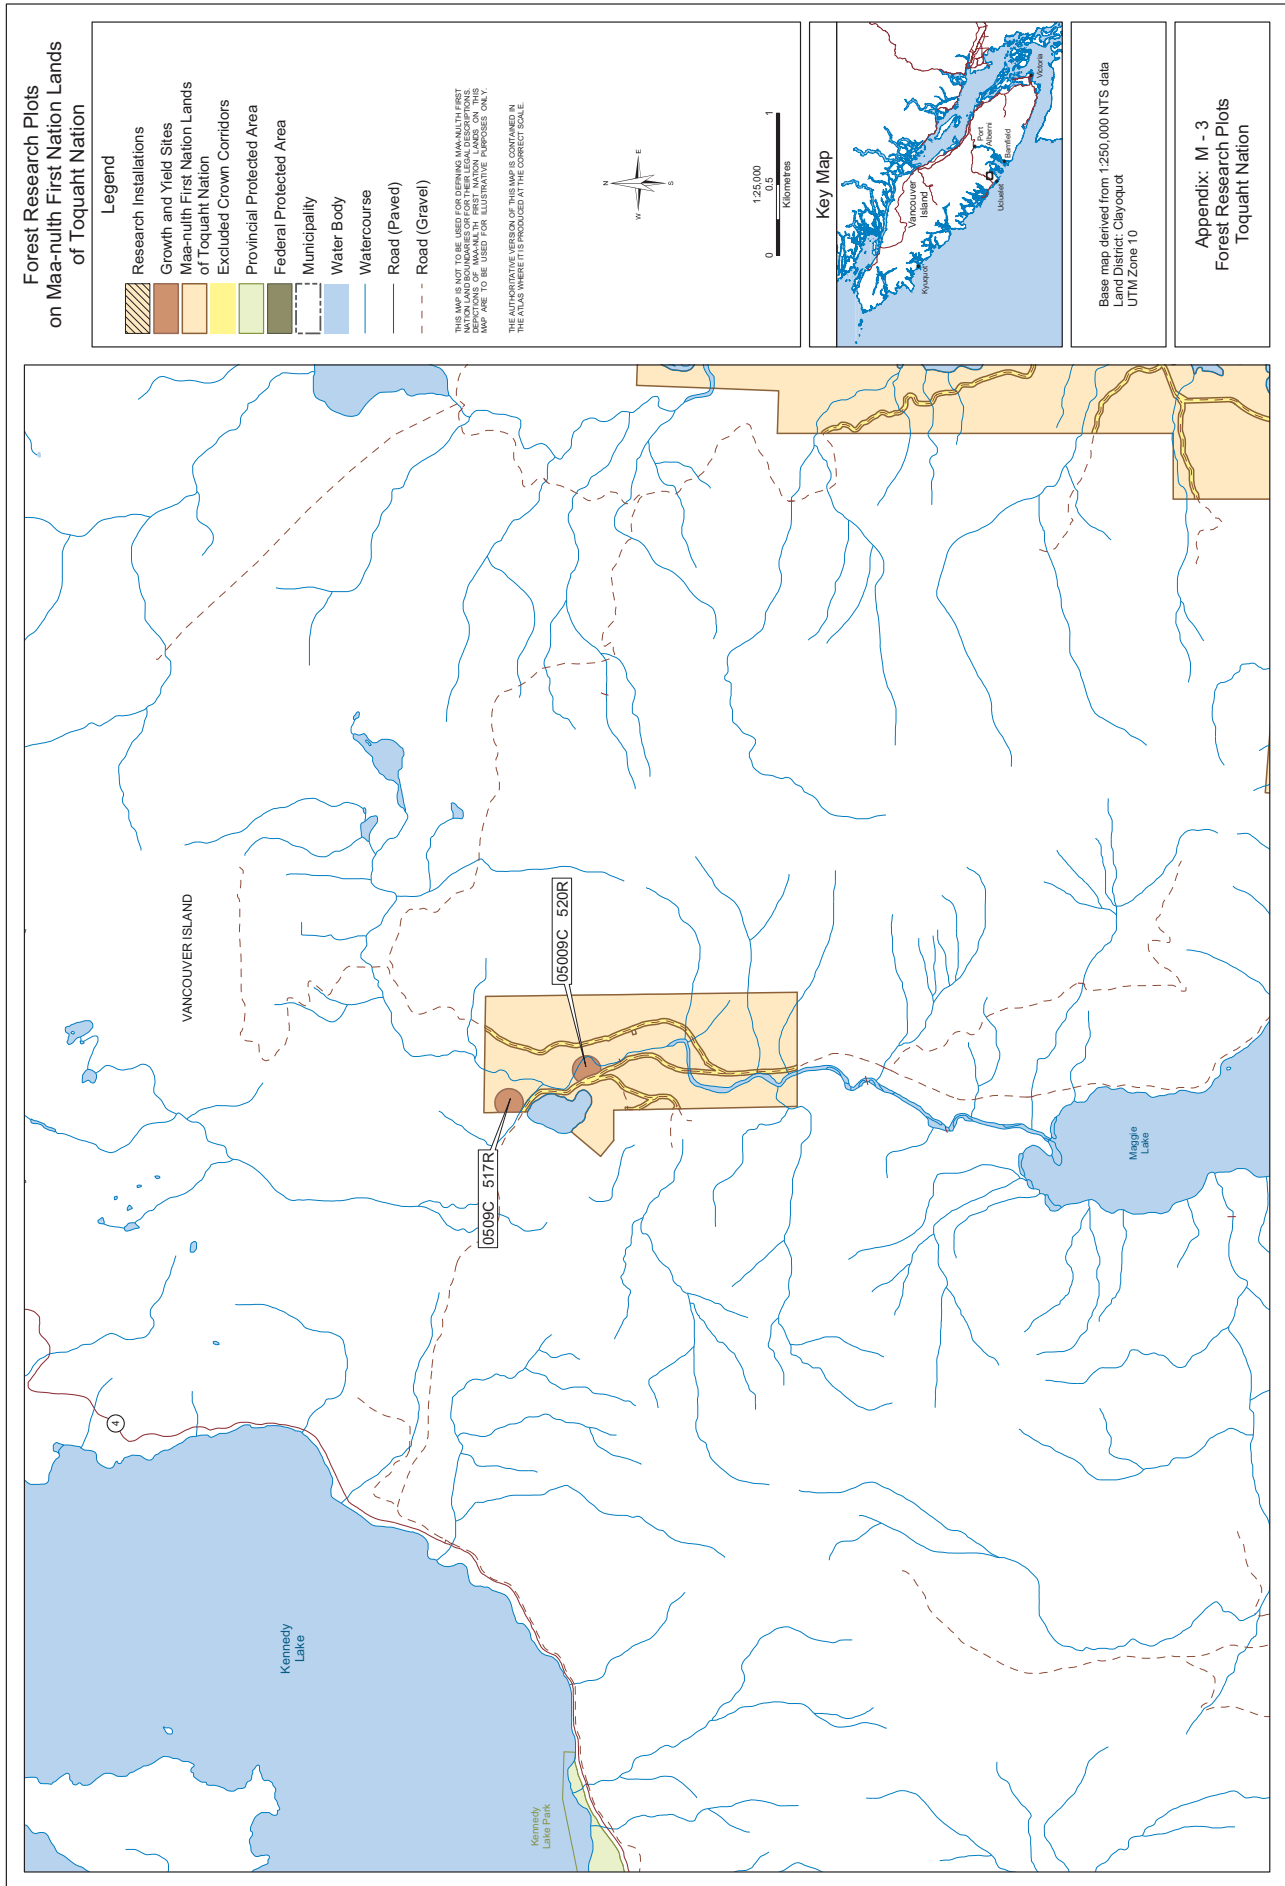 Forest Research Plots
on Maa-nulth First Nation Lands
of Toquaht Nation
Legend
Research Installations
Growth and Yield Sites
Maa-nulth First Nation Lands
of Toquaht Nation
Excluded Crown Corridors
Provincial Protected Area
Federal Protected Area
Municipality
Water Body
Watercourse
Road (Paved)
Road (Gravel)
THIS MAP IS NOT TO BE USED FOR DEFINING MAA-NULTH FIRST
NATION LAND BOUNDARIES OR FOR THEIR LEGAL DESCRIPTIONS.
DEPICTIONS OF MAA-NULTH FIRST NATION LANDS ON THIS
MAP ARE TO BE USED FOR ILLUSTRATIVE PURPOSES ONLY.
THE AUTHORITATIVE VERSION OF THIS MAP IS CONTAINED IN
THE ATLAS WHERE IT IS PRODUCED AT THE CORRECT SCALE.
N
W
E
S
1:25,000
0 0.5 1
Kilometres
Key Map
Kyuquot
Vancouver
Island
Port
Alberni
Ucluelet
Bamfield
Victoria
Base map derived from 1:250,000 NTS data
Land District: Clayoquot
UTM Zone 10
Appendix: M - 3
Forest Research Plots
Toquaht Nation
VANCOUVER ISLAND
4
Kennedy
Lake
Kennedy
Lake Park
0509C 517R
05009C 520R
Maggie
Lake